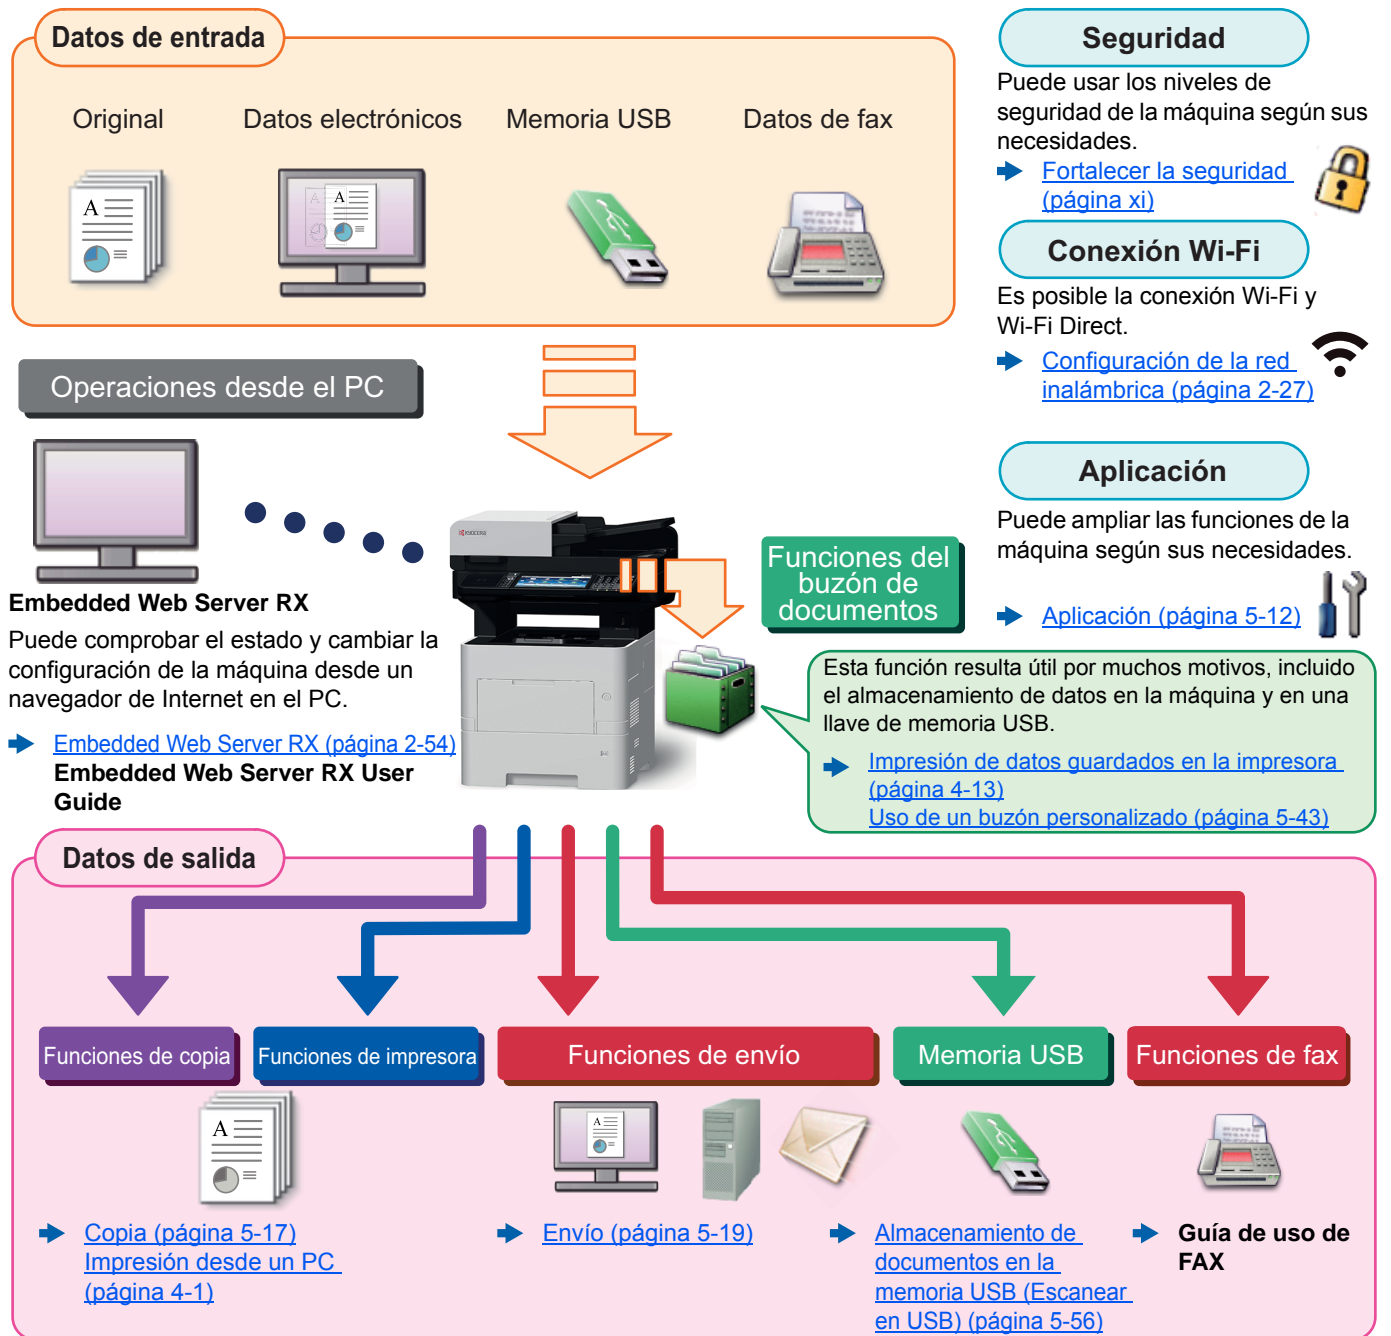 Datos de entrada
Original
Datos electrónicos
Memoria USB
Datos de fax
Seguridad
Puede usar los niveles de
seguridad de la máquina según sus
necesidades.
Fortalecer la seguridad
(página xi)
Conexión Wi-Fi
Es posible la conexión Wi-Fi y
Wi-Fi Direct.
Configuración de la red
inalámbrica (página 2-27)
Aplicación
Puede ampliar las funciones de la
máquina según sus necesidades.
Aplicación (página 5-12)
Operaciones desde el PC
Embedded Web Server RX
Puede comprobar el estado y cambiar la
configuración de la máquina desde un
navegador de Internet en el PC.
Embedded Web Server RX (página 2-54)
Embedded Web Server RX User
Guide
KYOCERA
Funciones del
buzón de
documentos
Esta función resulta útil por muchos motivos, incluido
el almacenamiento de datos en la máquina y en una
llave de memoria USB.
Impresión de datos guardados en la impresora
(página 4-13)
Uso de un buzón personalizado (página 5-43)
Datos de salida
Funciones de copia
Funciones de impresora
Funciones de envío
Memoria USB
Funciones de fax
Copia (página 5-17)
Impresión desde un PC
(página 4-1)
Envío (página 5-19)
Almacenamiento de
documentos en la
memoria USB (Escanear
en USB) (página 5-56)
Guía de uso de
FAX